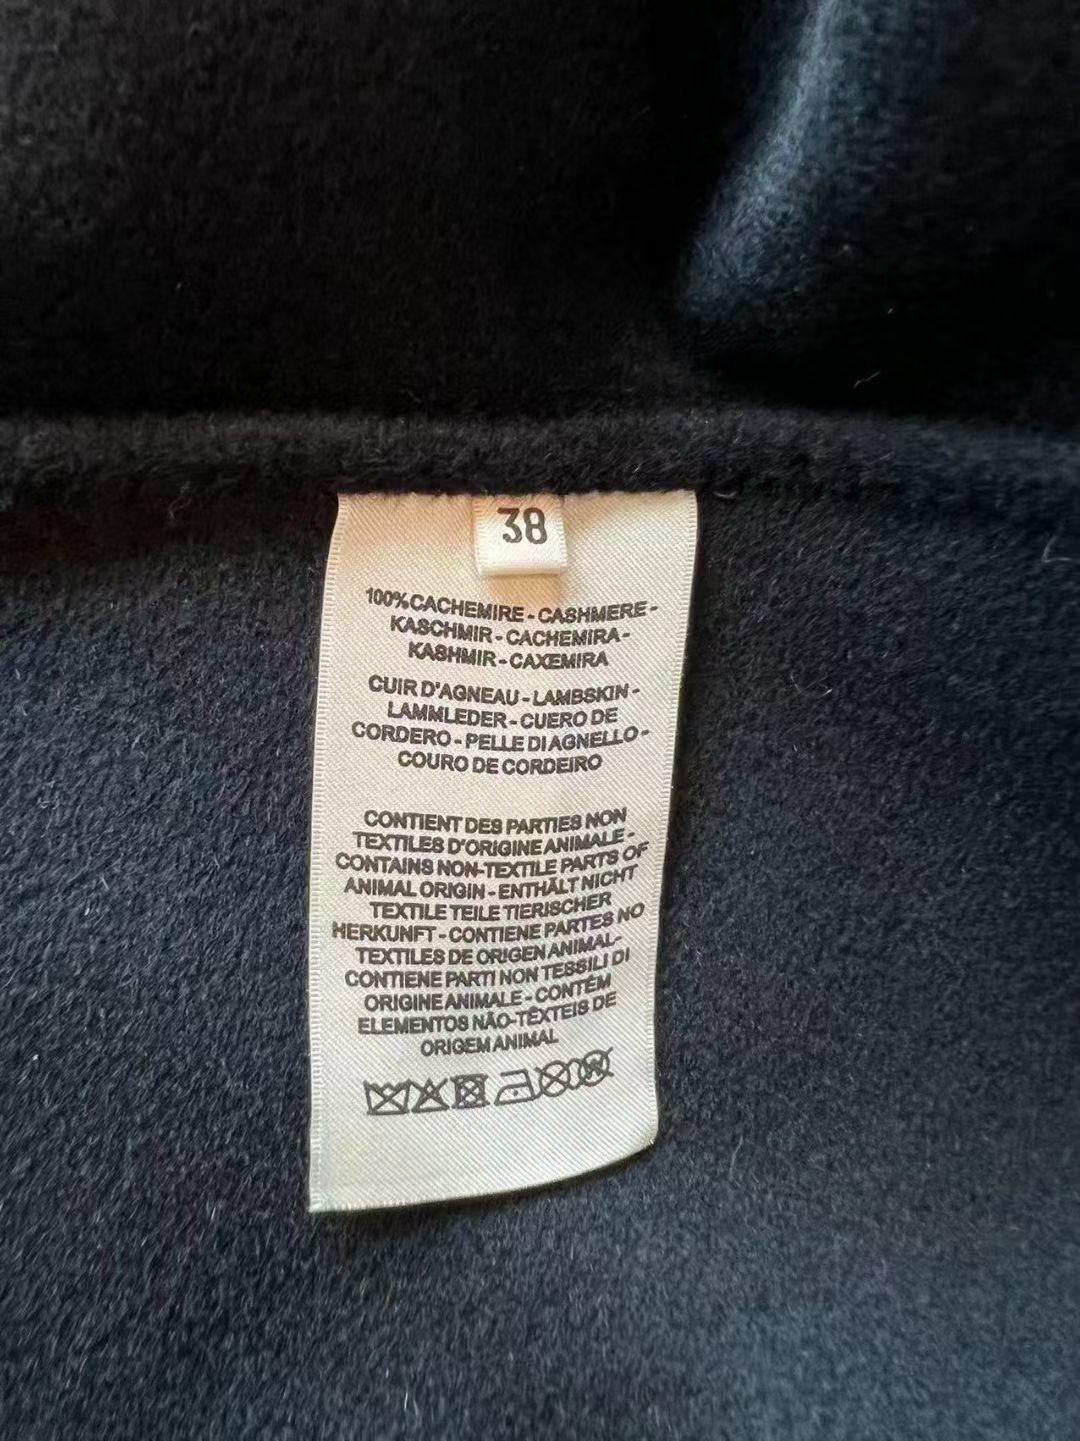 38
100%CACHEMIRE - CASHMERE -
KASCHMIR - CACHEMIRA -
KASHMIR - CAXEMIRA
CUIR D'AGNEAU - LAMBSKIN -
LAMMLEDER - CUERO DE
CORDERO - PELLE DI AGNELLO -
COURO DE CORDEIRO
CONTIENT DES PARTIES NON
TEXTILES D'ORIGINE ANIMALE -
CONTAINS NON-TEXTILE PARTS OF
ANIMAL ORIGIN - ENTHÄLT NICHT
TEXTILE TEILE TIERISCHER
HERKUNFT - CONTIENE PARTES NO
TEXTILES DE ORIGEN ANIMAL-
CONTIENE PARTI NON TESSILI DI
ORIGINE ANIMALE - CONTÉM
ELEMENTOS NÃO-TÊXTEIS DE
ORIGEM ANIMAL
W